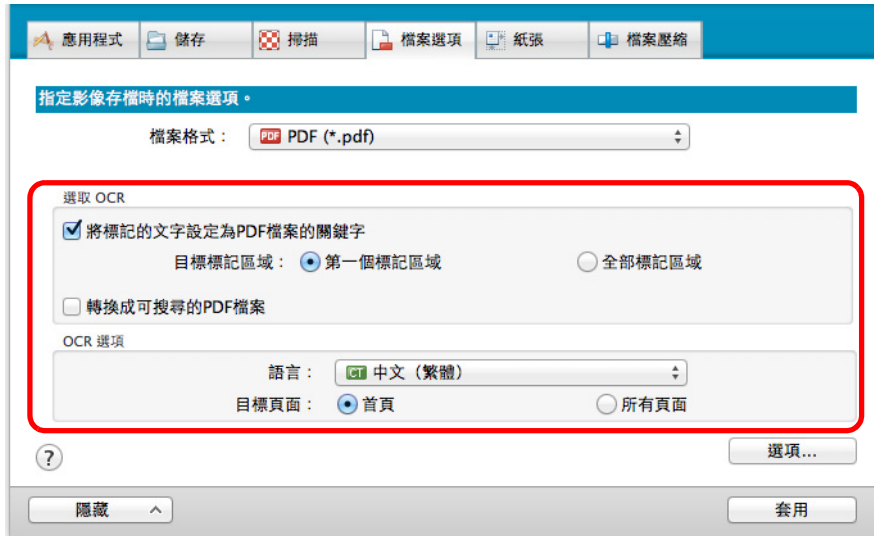 應用程式 儲存 掃描 檔案選項 紙張 檔案壓縮
指定影像存檔時的檔案選項。
檔案格式： PDF PDF (*.pdf)
選取 OCR
將標記的文字設定為PDF檔案的關鍵字
目標標記區域： 第一個標記區域 全部標記區域
轉換成可搜尋的PDF檔案
OCR 選項
語言： CT 中文（繁體）
目標頁面： 首頁 所有頁面
? 選項...
隱藏 套用